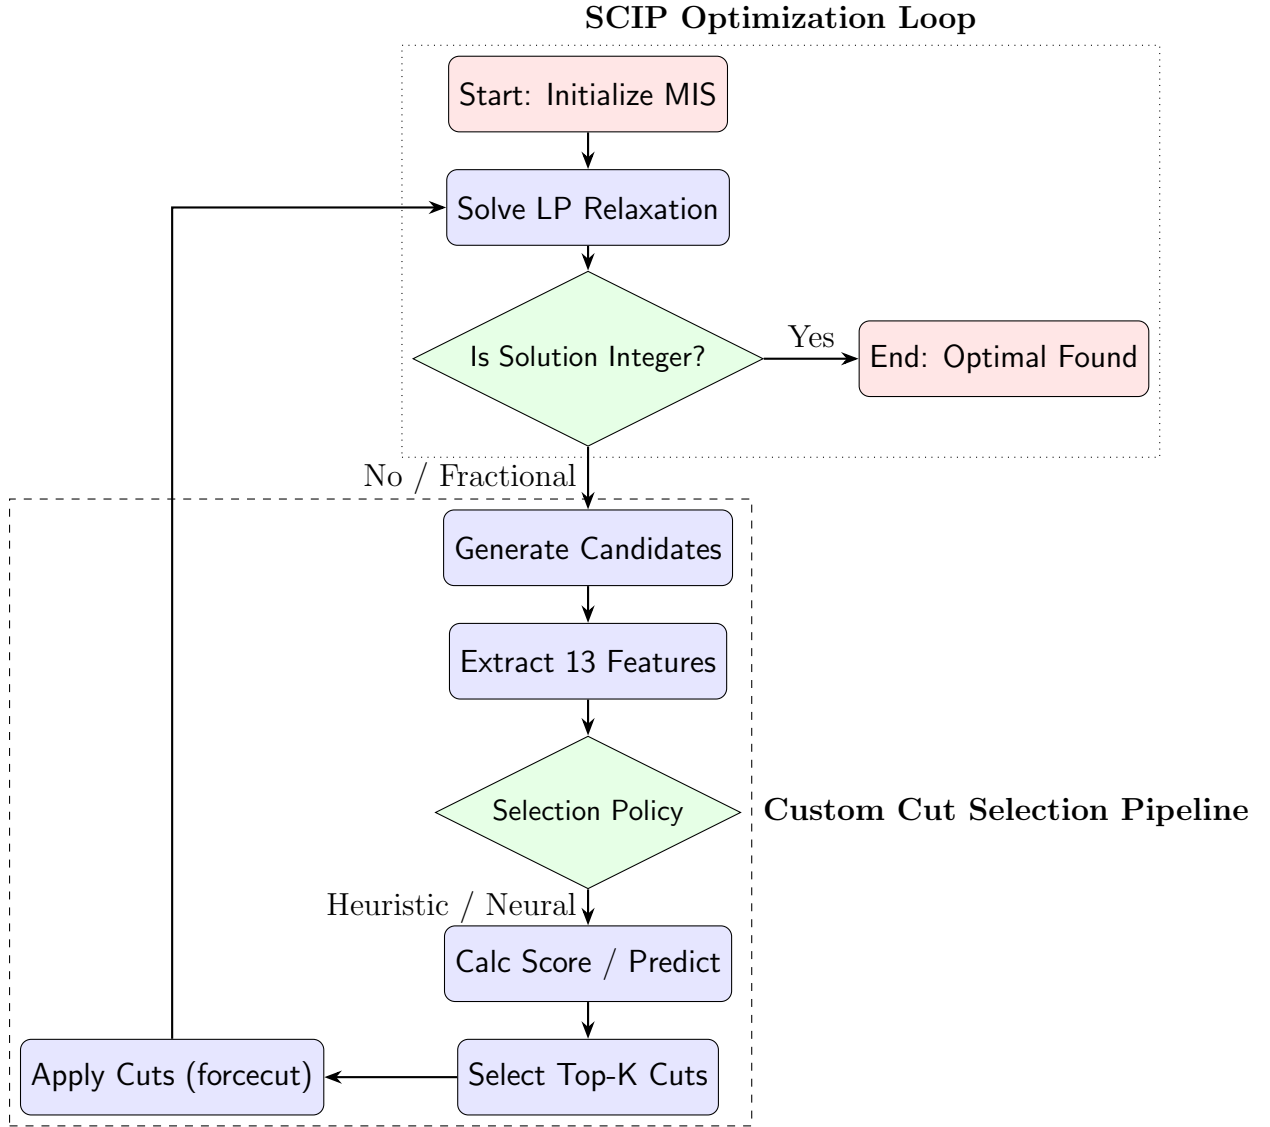 SCIP Optimization Loop
Start: Initialize MIS
Solve LP Relaxation
Is Solution Integer?
Yes
End: Optimal Found
No / Fractional
Generate Candidates
Extract 13 Features
Selection Policy
Custom Cut Selection Pipeline
Heuristic / Neural
Calc Score / Predict
Apply Cuts (forcecut)
Select Top-K Cuts